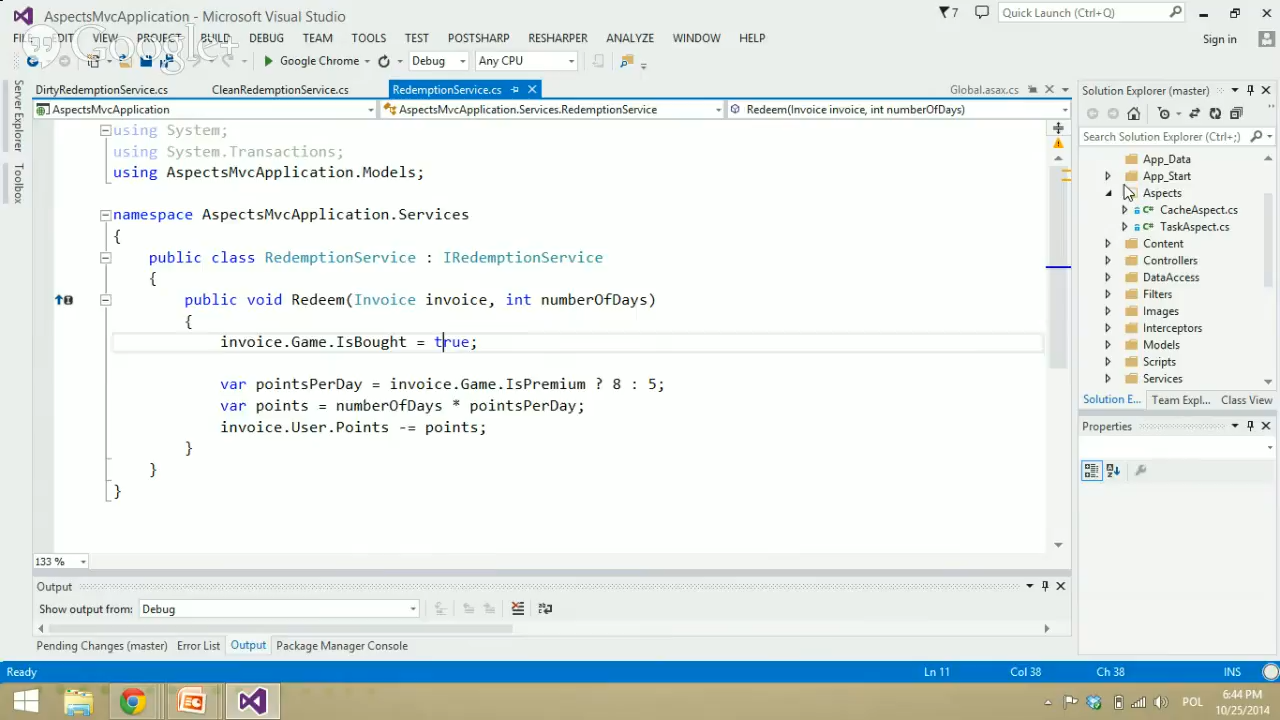 AspectsMvcApplication - Microsoft Visual Studio
7
Quick Launch (Ctrl+Q)
FILE EDIT VIEW PROJECT BUILD DEBUG TEAM TOOLS TEST POSTSHARP RESHARPER ANALYZE WINDOW HELP
Sign in
Google+
Google Chrome
Debug
Any CPU
Server Explorer
Toolbox
DirtyRedemptionService.cs
CleanRedemptionService.cs
RedemptionService.cs
Global.asax.cs
AspectsMvcApplication
AspectsMvcApplication.Services.RedemptionService
Redeem(Invoice invoice, int numberOfDays)
using System;
using System.Transactions;
using AspectsMvcApplication.Models;
namespace AspectsMvcApplication.Services
{
public class RedemptionService : IRedemptionService
{
public void Redeem(Invoice invoice, int numberOfDays)
{
invoice.Game.IsBought = true;
var pointsPerDay = invoice.Game.IsPremium ? 8 : 5;
var points = numberOfDays * pointsPerDay;
invoice.User.Points -= points;
}
}
}
133 %
Solution Explorer (master)
Search Solution Explorer (Ctrl+;)
App_Data
App_Start
Aspects
CacheAspect.cs
TaskAspect.cs
Content
Controllers
DataAccess
Filters
Images
Interceptors
Models
Scripts
Services
Solution E...
Team Expl...
Class View
Properties
Output
Show output from:
Debug
Pending Changes (master)
Error List
Output
Package Manager Console
Ready
Ln 11
Col 38
Ch 38
INS
POL
6:44 PM
10/25/2014